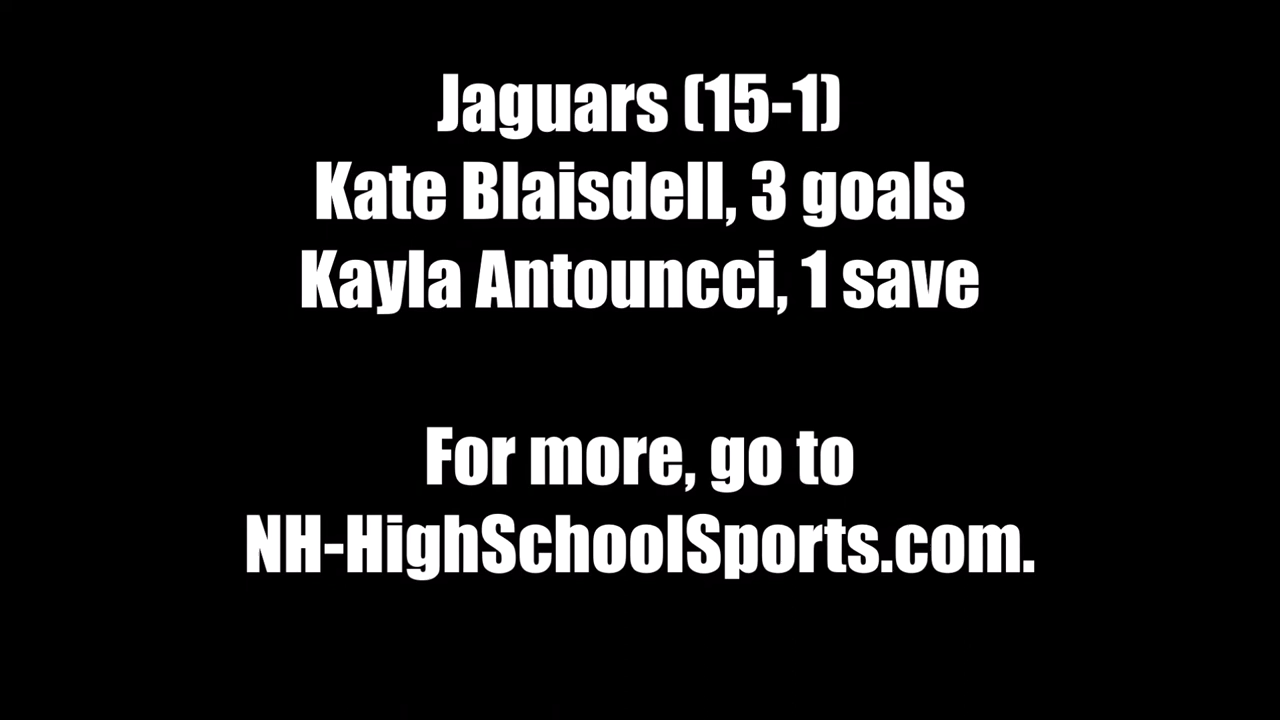 Jaguars (15-1)
Kate Blaisdell, 3 goals
Kayla Antouncci, 1 save
For more, go to
NH-HighSchoolSports.com.